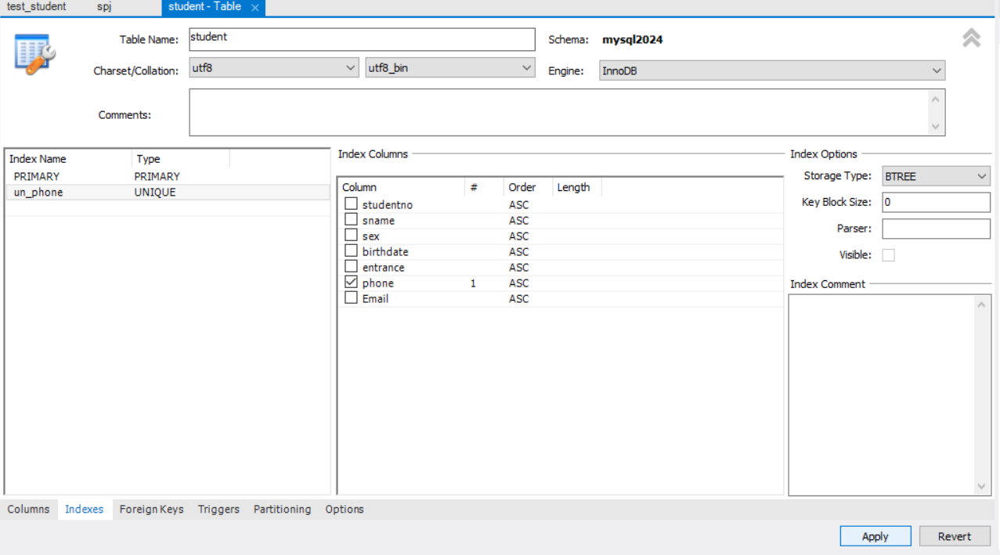 test_student spj student - Table ×
Table Name: student Schema: mysql2024
Charset/Collation: utf8 utf8_bin Engine: InnoDB
Comments:
Index Name Type
PRIMARY PRIMARY
un_phone UNIQUE
Index Columns
Column # Order Length
studentno ASC
sname ASC
sex ASC
birthdate ASC
entrance ASC
phone 1 ASC
Email ASC
Index Options
Storage Type: BTREE
Key Block Size: 0
Parser:
Visible:
Index Comment
Columns Indexes Foreign Keys Triggers Partitioning Options
Apply Revert